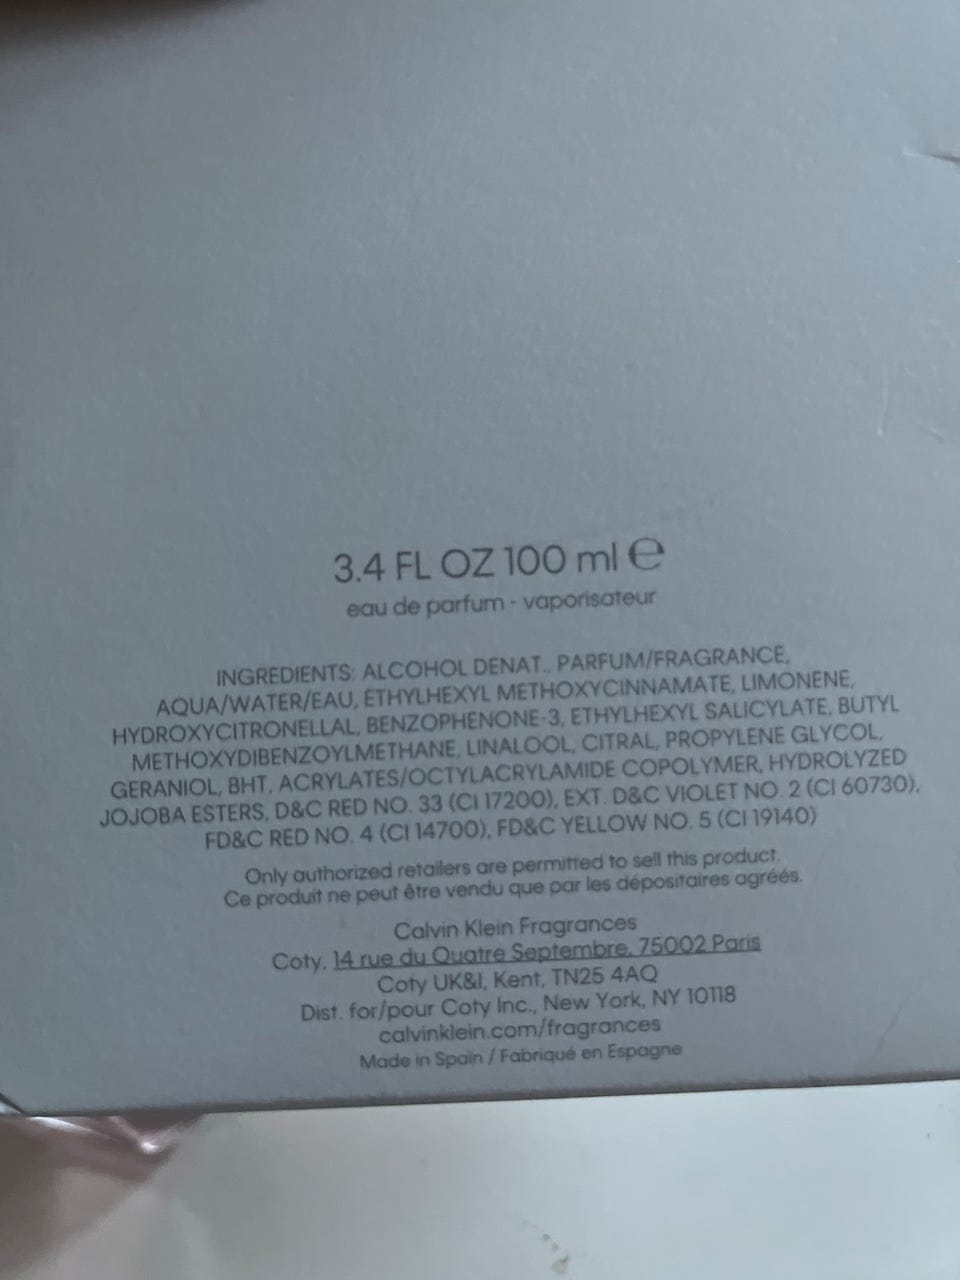 3.4 FL OZ 100 ml ℮
eau de parfum - vaporisateur
INGREDIENTS: ALCOHOL DENAT., PARFUM/FRAGRANCE,
AQUA/WATER/EAU, ETHYLHEXYL METHOXYCINNAMATE, LIMONENE,
HYDROXYCITRONELLAL, BENZOPHENONE-3, ETHYLHEXYL SALICYLATE, BUTYL
METHOXYDIBENZOYLMETHANE, LINALOOL, CITRAL, PROPYLENE GLYCOL,
GERANIOL, BHT, ACRYLATES/OCTYLACRYLAMIDE COPOLYMER, HYDROLYZED
JOJOBA ESTERS, D&C RED NO. 33 (CI 17200), EXT. D&C VIOLET NO. 2 (CI 60730),
FD&C RED NO. 4 (CI 14700), FD&C YELLOW NO. 5 (CI 19140)
Only authorized retailers are permitted to sell this product.
Ce produit ne peut être vendu que par les dépositaires agréés.
Calvin Klein Fragrances
Coty, 14 rue du Quatre Septembre, 75002 Paris
Coty UK&I, Kent, TN25 4AQ
Dist. for/pour Coty Inc., New York, NY 10118
calvinklein.com/fragrances
Made in Spain / Fabriqué en Espagne